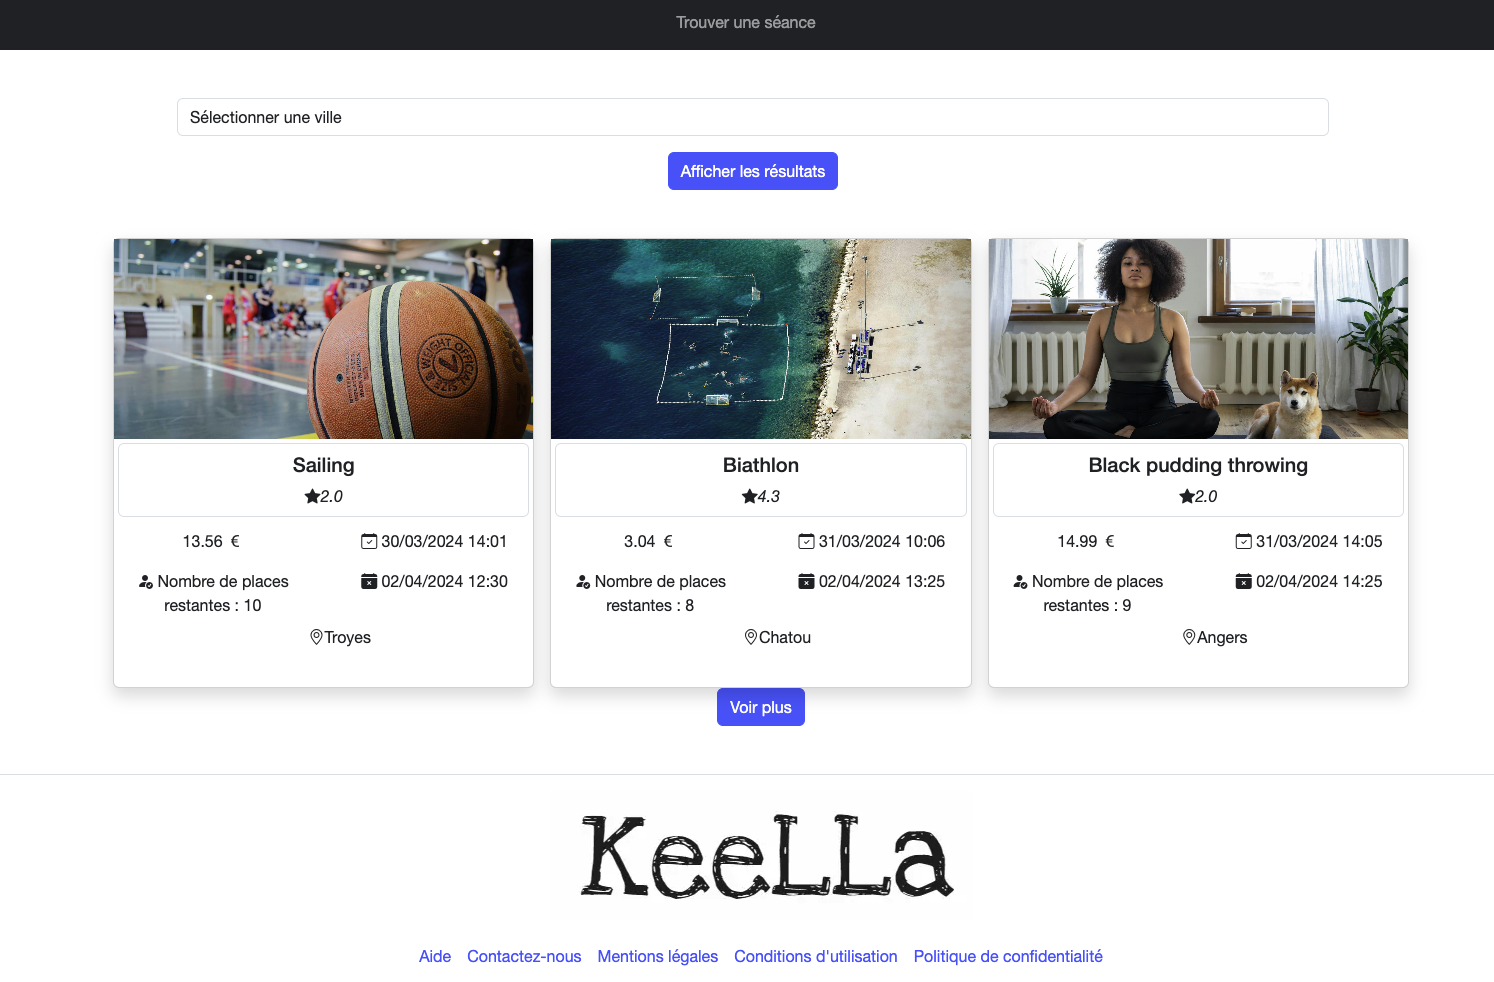 Trouver une séance
Sélectionner une ville
Afficher les résultats
WEIGHT OFFICIAL SIZE &
Sailing
2.0
13.56 €
30/03/2024 14:01
Nombre de places
restantes : 10
02/04/2024 12:30
Troyes
Biathlon
4.3
3.04 €
31/03/2024 10:06
Nombre de places
restantes : 8
02/04/2024 13:25
Chatou
Black pudding throwing
2.0
14.99 €
31/03/2024 14:05
Nombre de places
restantes : 9
02/04/2024 14:25
Angers
Voir plus
KeeLLa
Aide Contactez-nous Mentions légales Conditions d'utilisation Politique de confidentialité